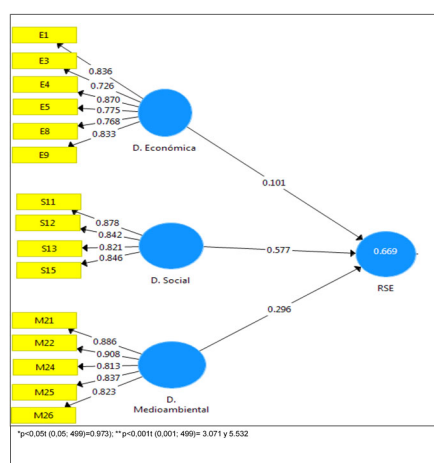 E1
E3
E4
E5
E8
E9
0.836
0.726
0.870
0.775
0.768
0.833
D. Económica
0.101
S11
S12
S13
S15
0.878
0.842
0.821
0.846
D. Social
0.577
0.669
RSE
M21
M22
M24
M25
M26
0.886
0.908
0.813
0.837
0.823
D.
Medioambiental
0.296
*p<0,05t (0,05; 499)=0.973); **p<0,001t (0,001; 499)= 3.071 y 5.532